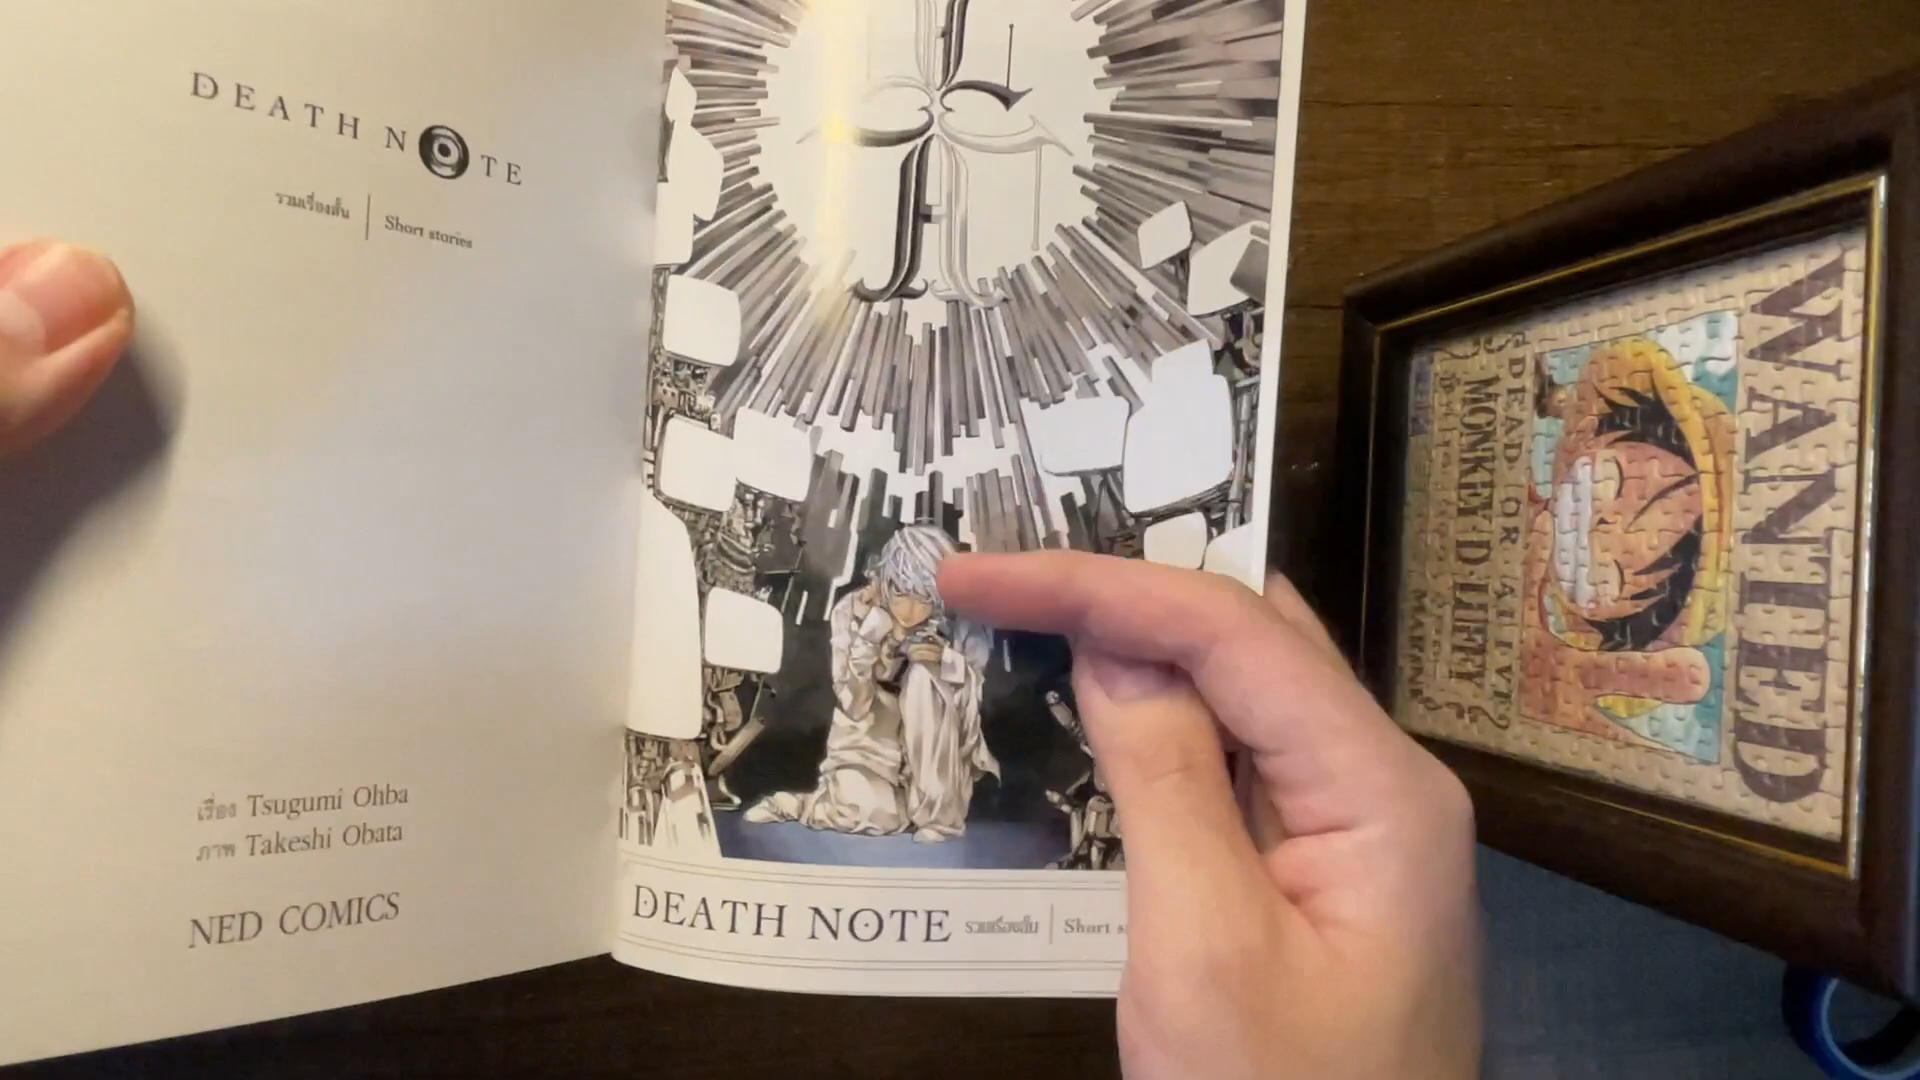 DEATH NOTE
รวมเรื่องสั้น | Short stories
เรื่อง Tsugumi Ohba
ภาพ Takeshi Obata
NED COMICS
DEATH NOTE รวมเรื่องสั้น | Short
WANTED
DEAD OR ALIVE
MONKEY D LUFFY
MARINE